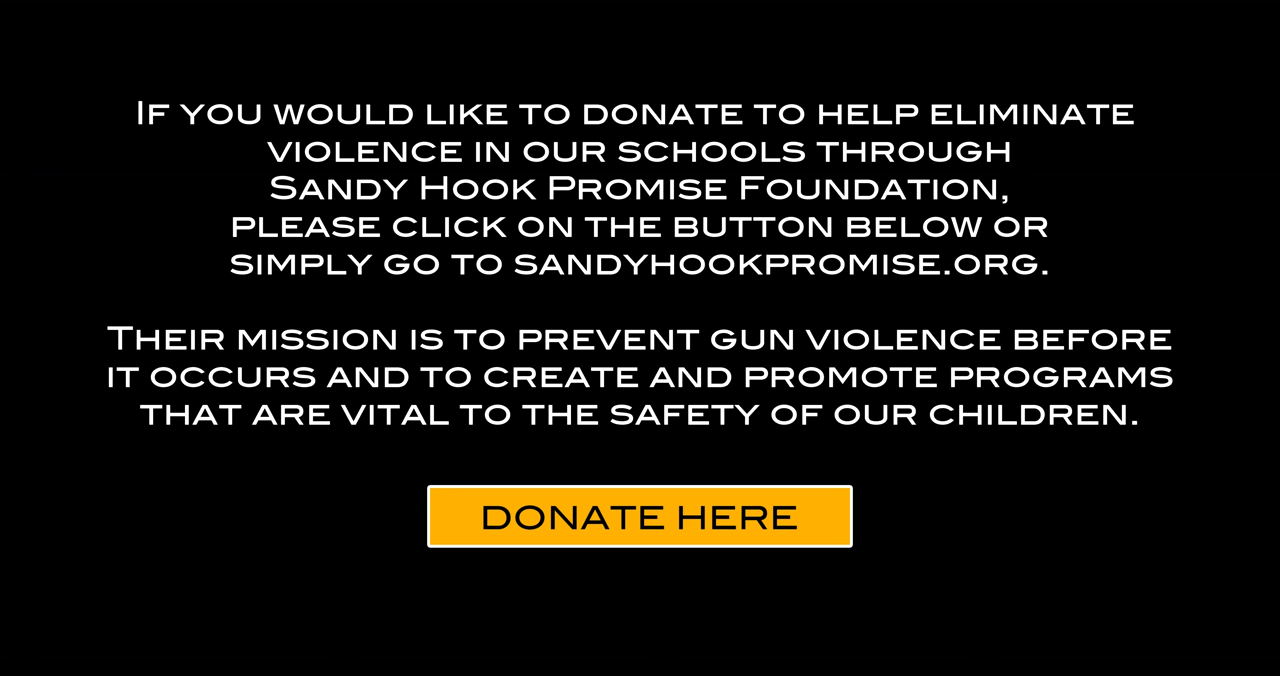 If you would like to donate to help eliminate
violence in our schools through
Sandy Hook Promise Foundation,
please click on the button below or
simply go to sandyhookpromise.org.
Their mission is to prevent gun violence before
it occurs and to create and promote programs
that are vital to the safety of our children.
DONATE HERE